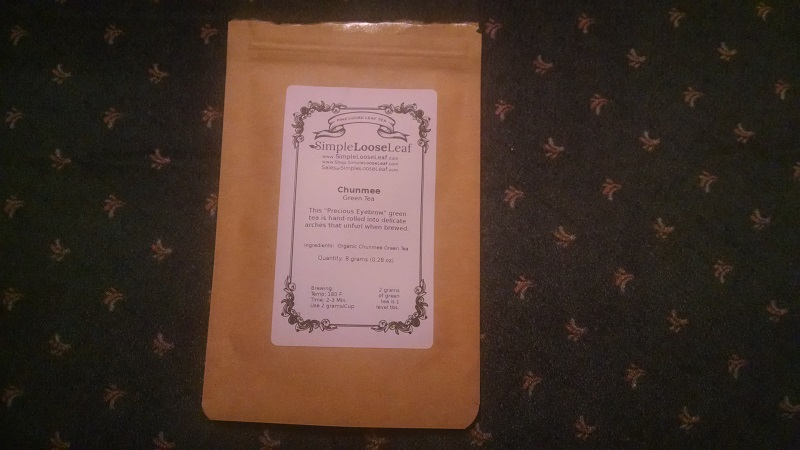 FINE LOOSE LEAF TEA
SimpleLooseLeaf
www.SimpleLooseLeaf.com
www.Shop.SimpleLooseLeaf.com
Sales@SimpleLooseLeaf.com
Chunmee
Green Tea
This "Precious Eyebrow" green
tea is hand-rolled into delicate
arches that unfurl when brewed.
Ingredients: Organic Chunmee Green Tea
Quantity: 8 grams (0.28 oz)
Brewing:
Temp: 180 F
Time: 2-3 Min.
Use 2 grams/Cup
2 grams
of green
tea is 1
level tbs.